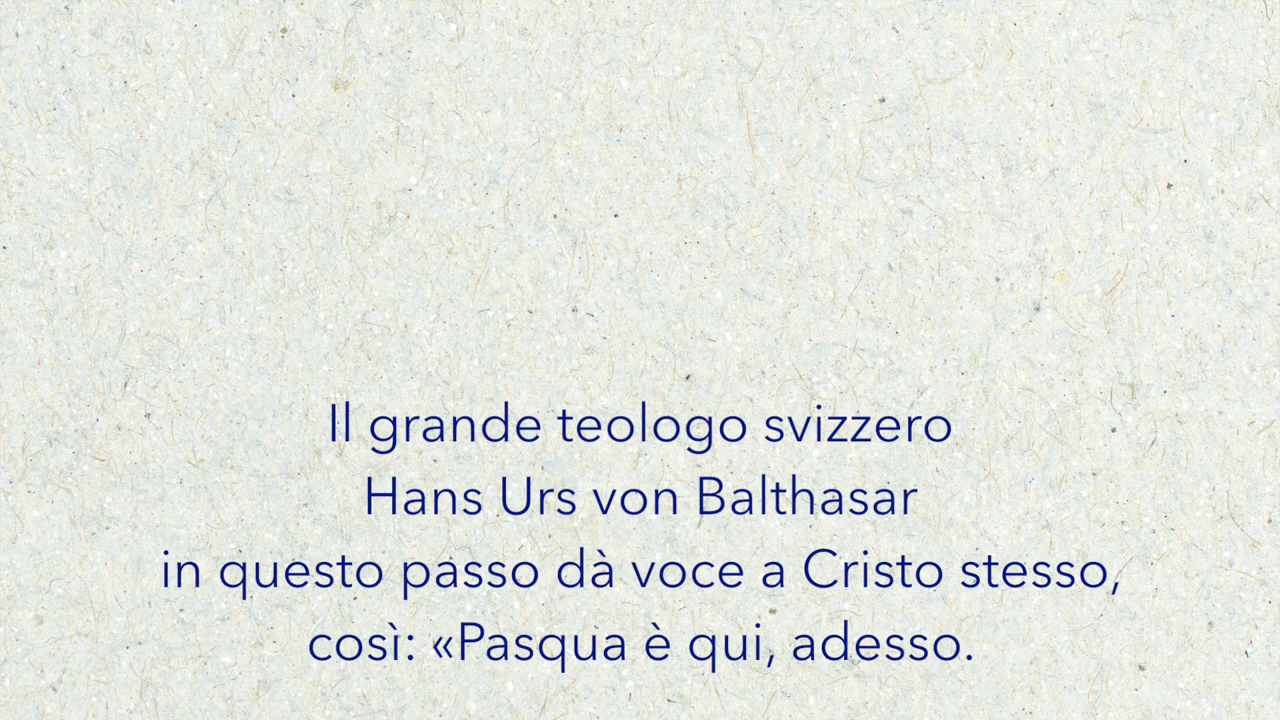 Il grande teologo svizzero
Hans Urs von Balthasar
in questo passo dà voce a Cristo stesso,
così: «Pasqua è qui, adesso.